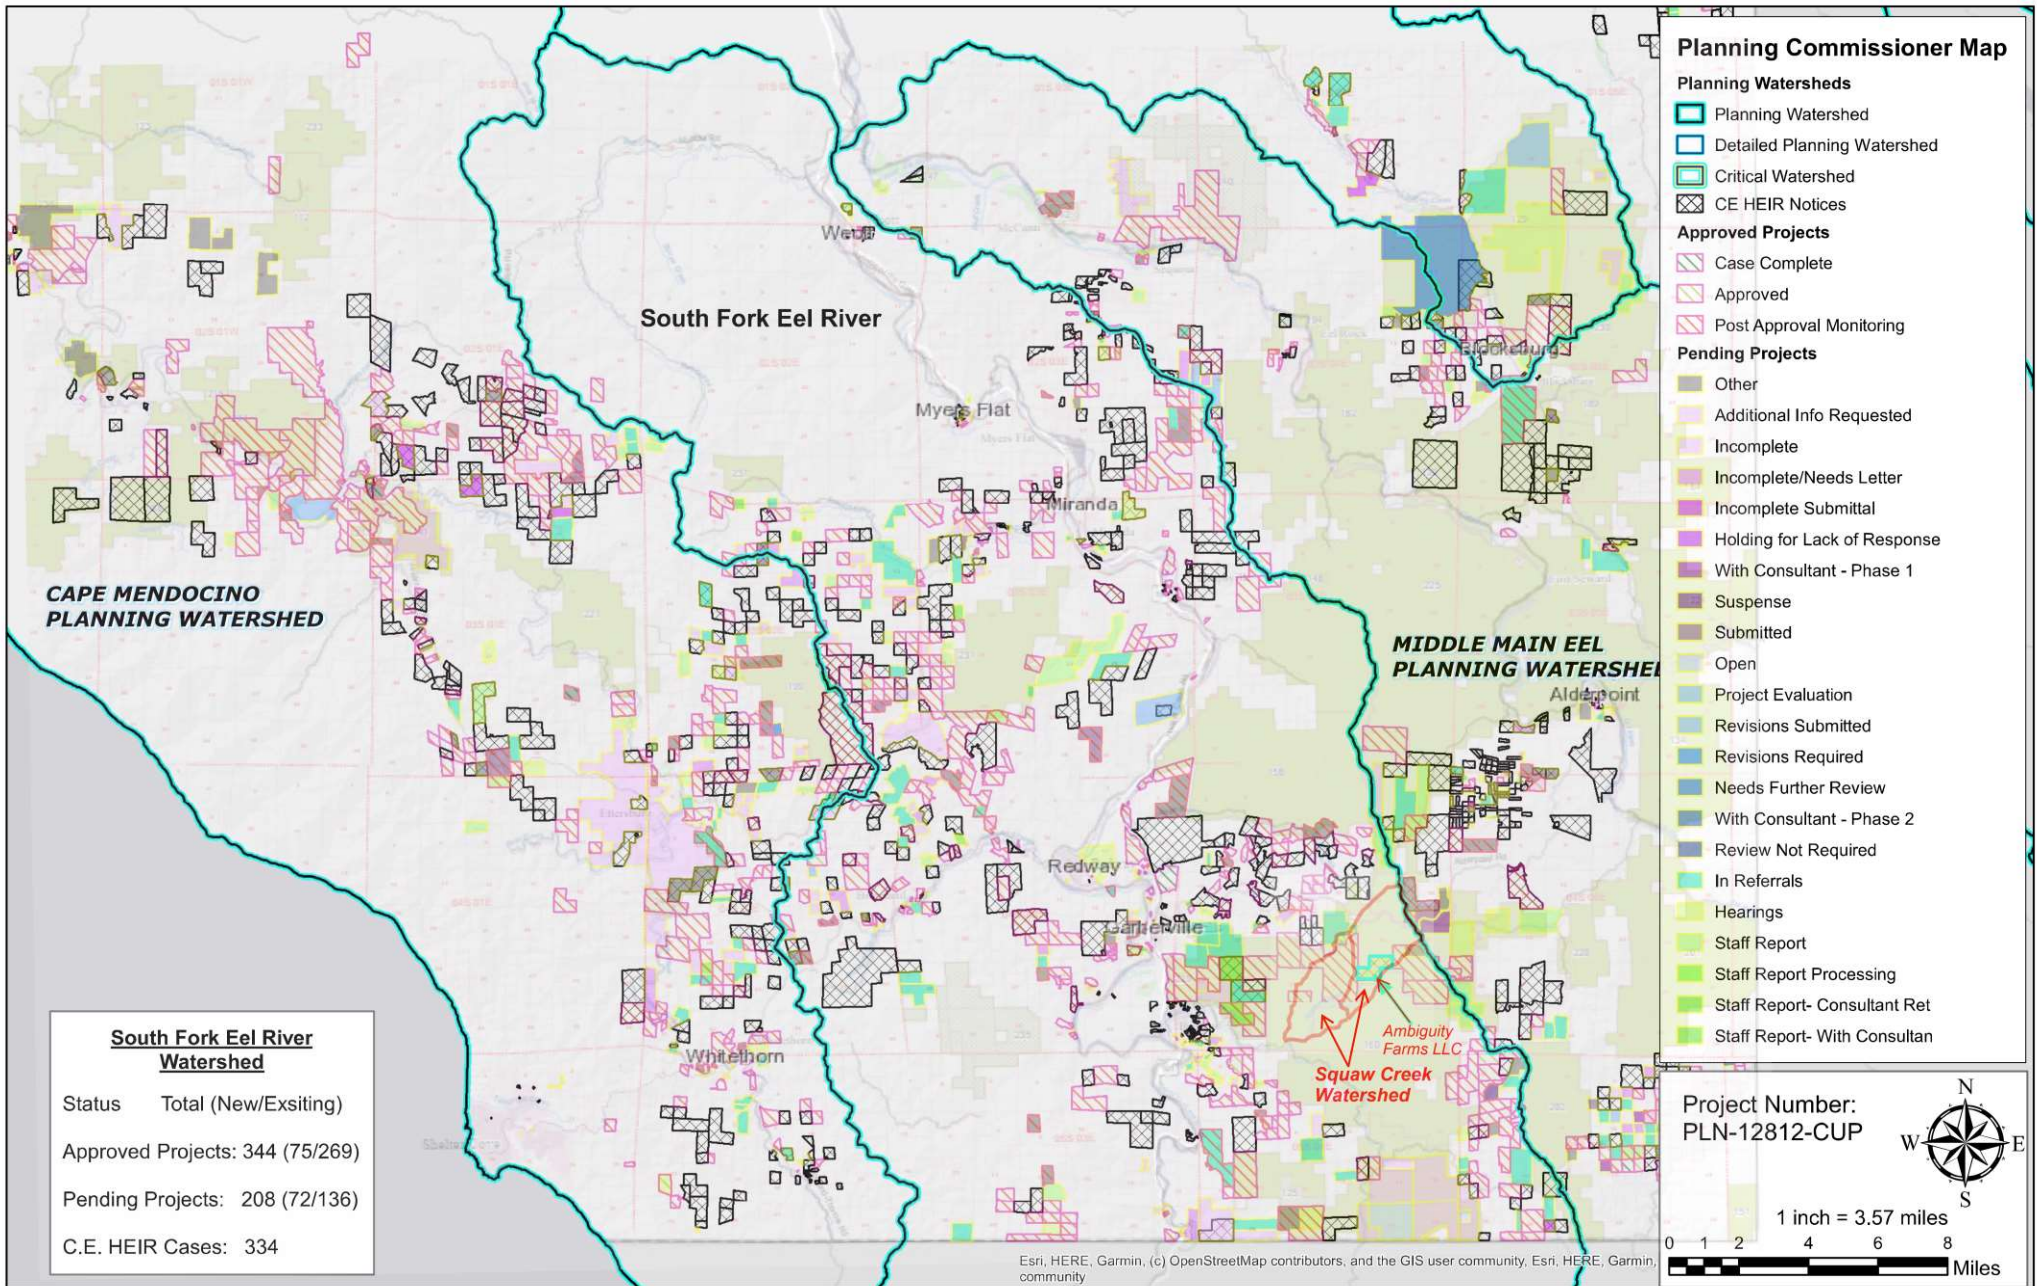 Planning Commissioner Map
Planning Watersheds
Planning Watershed
Detailed Planning Watershed
Critical Watershed
CE HEIR Notices
Approved Projects
Case Complete
Approved
Post Approval Monitoring
Pending Projects
Other
Additional Info Requested
Incomplete
Incomplete/Needs Letter
Incomplete Submittal
Holding for Lack of Response
With Consultant - Phase 1
Suspense
Submitted
Open
Project Evaluation
Revisions Submitted
Revisions Required
Needs Further Review
With Consultant - Phase 2
Review Not Required
In Referrals
Hearings
Staff Report
Staff Report Processing
Staff Report- Consultant Ret
Staff Report- With Consultan
South Fork Eel River
Myers Flat
Myers Flat
Miranda
Blocksburg
CAPE MENDOCINO
PLANNING WATERSHED
MIDDLE MAIN EEL
PLANNING WATERSHE
Alderpoint
Ettersburg
Redway
Garberville
Whitethorn
Shelter Cove
Ambiguity
Farms LLC
Squaw Creek
Watershed
South Fork Eel River
Watershed
Status Total (New/Exsiting)
Approved Projects: 344 (75/269)
Pending Projects: 208 (72/136)
C.E. HEIR Cases: 334
Project Number:
PLN-12812-CUP
N
W E
S
1 inch = 3.57 miles
0 1 2 4 6 8
Miles
Esri, HERE, Garmin, (c) OpenStreetMap contributors, and the GIS user community, Esri, HERE, Garmin,
community